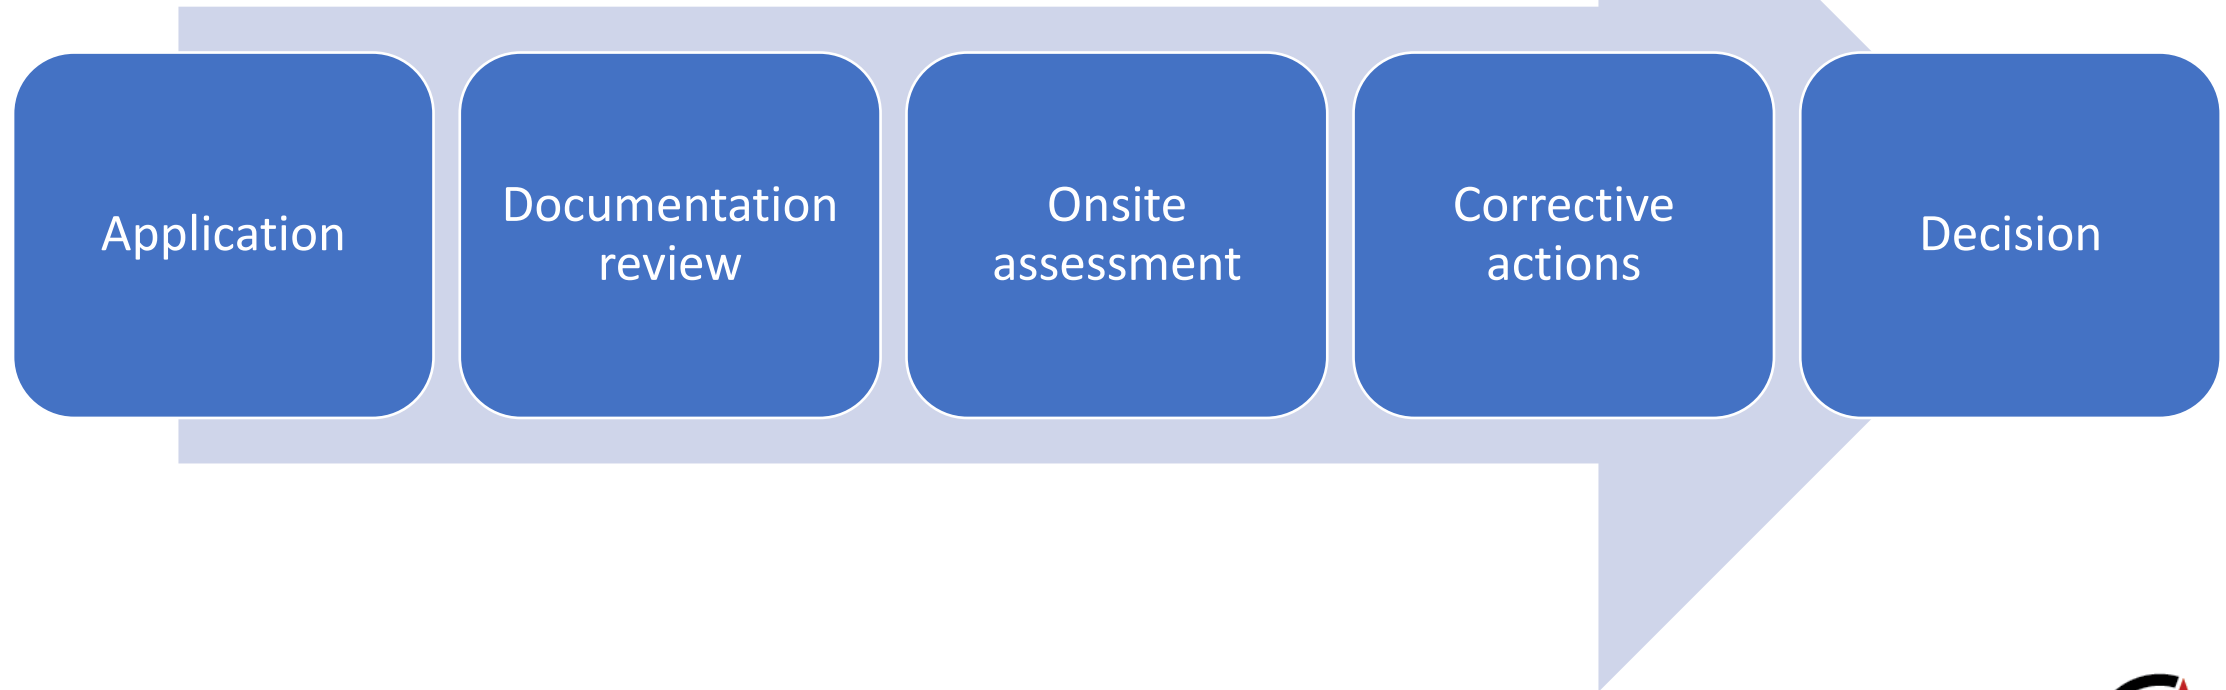 Application
Documentation
review
Onsite
assessment
Corrective
actions
Decision